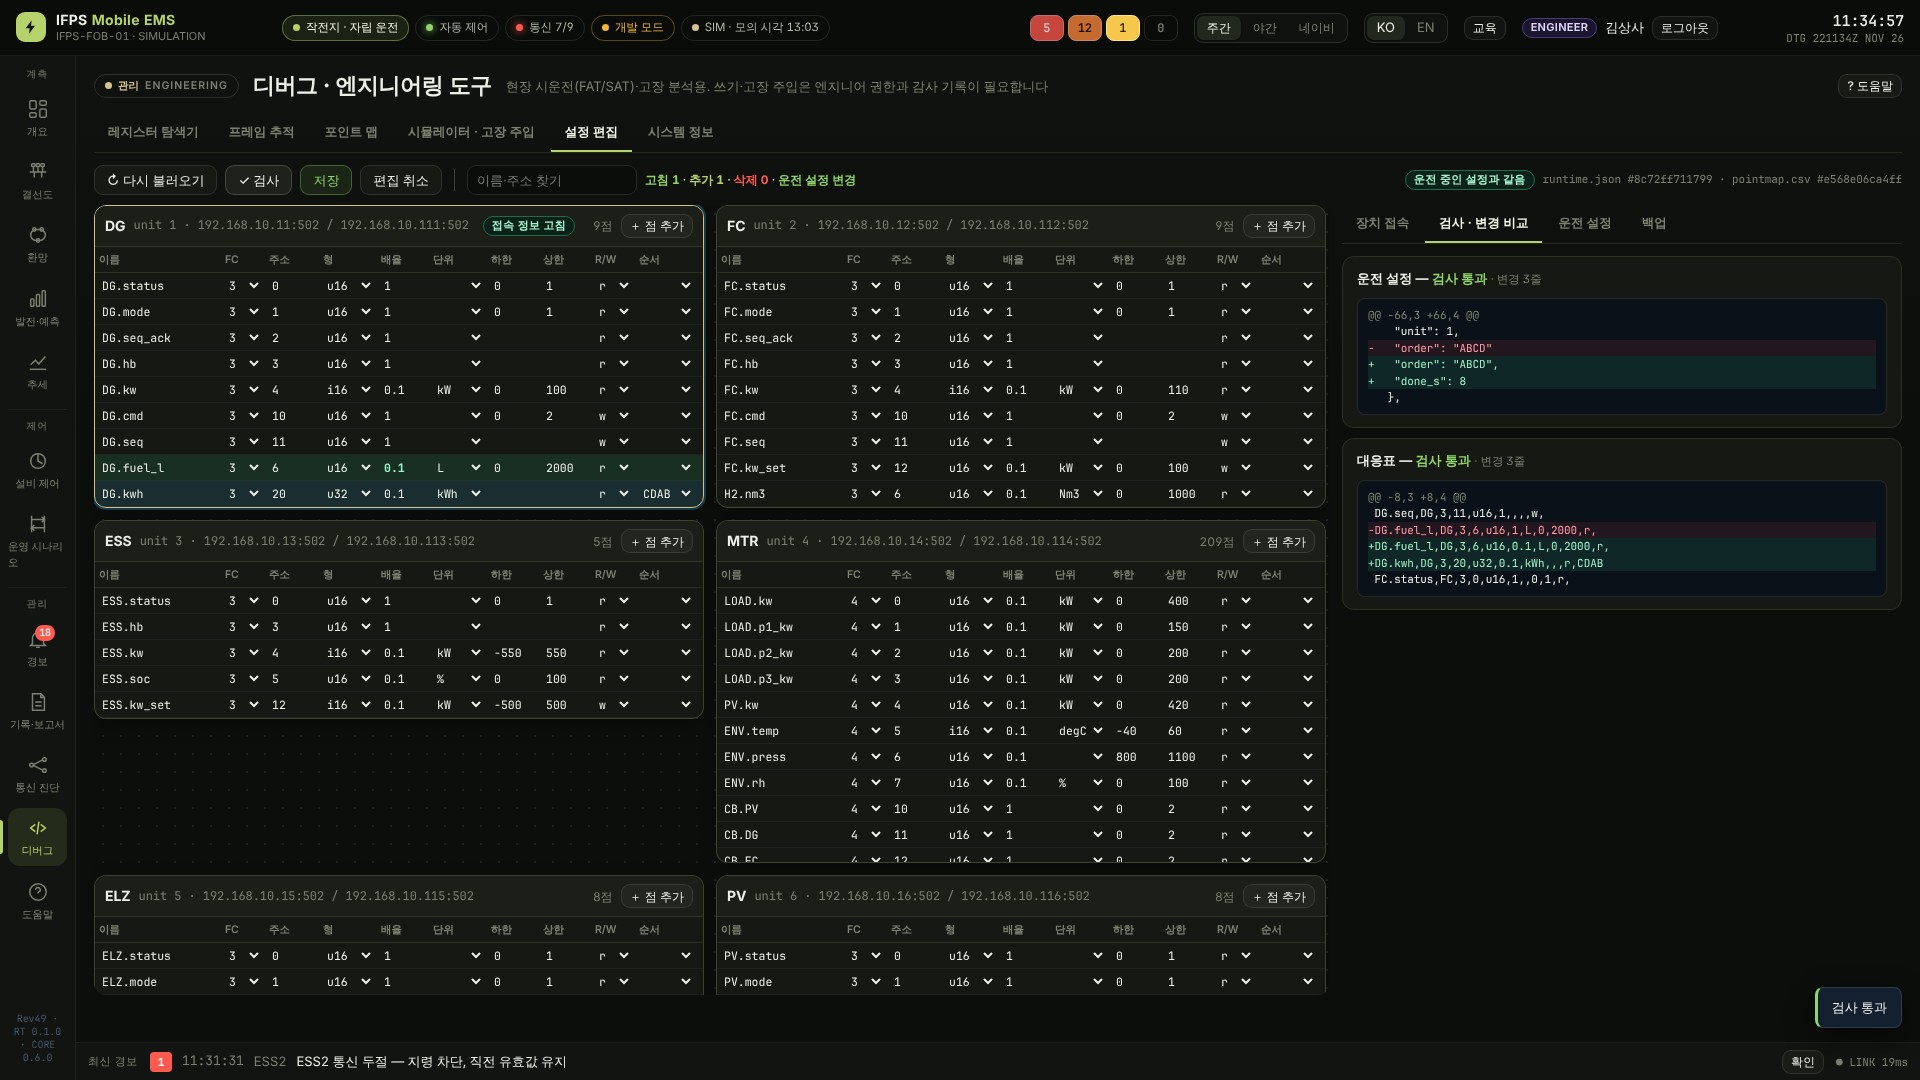 IFPS Mobile EMS
IFPS-FOB-01 · SIMULATION
작전지 · 자립 운전
자동 제어
통신 7/9
개발 모드
SIM · 모의 시각 13:03
5 12 1 0
주간 야간 네이비
KO EN
교육
ENGINEER 김상사 로그아웃
11:34:57
DTG 221134Z NOV 26
계측
개요
결선도
환망
발전·예측
추세
제어
설비 제어
운영 시나리오
관리
18
경보
기록·보고서
통신 진단
디버그
도움말
Rev49 ·
RT 0.1.0
· CORE
0.6.0
관리 ENGINEERING
디버그 · 엔지니어링 도구
현장 시운전(FAT/SAT)·고장 분석용. 쓰기·고장 주입은 엔지니어 권한과 감사 기록이 필요합니다
? 도움말
레지스터 탐색기 프레임 추적 포인트 맵 시뮬레이터 · 고장 주입 설정 편집 시스템 정보
다시 불러오기 검사 저장 편집 취소 이름·주소 찾기 고침 1 · 추가 1 · 삭제 0 · 운전 설정 변경
운전 중인 설정과 같음 runtime.json #8c72ff711799 · pointmap.csv #e568e06ca4ff
DG unit 1 · 192.168.10.11:502 / 192.168.10.111:502 접속 정보 고침 9점 + 점 추가
이름 FC 주소 형 배율 단위 하한 상한 R/W 순서
DG.status 3 0 u16 1 0 1 r
DG.mode 3 1 u16 1 0 1 r
DG.seq_ack 3 2 u16 1 r
DG.hb 3 3 u16 1 r
DG.kw 3 4 i16 0.1 kW 0 100 r
DG.cmd 3 10 u16 1 0 2 w
DG.seq 3 11 u16 1 w
DG.fuel_l 3 6 u16 0.1 L 0 2000 r
DG.kwh 3 20 u32 0.1 kWh r CDAB
FC unit 2 · 192.168.10.12:502 / 192.168.10.112:502 9점 + 점 추가
이름 FC 주소 형 배율 단위 하한 상한 R/W 순서
FC.status 3 0 u16 1 0 1 r
FC.mode 3 1 u16 1 0 1 r
FC.seq_ack 3 2 u16 1 r
FC.hb 3 3 u16 1 r
FC.kw 3 4 i16 0.1 kW 0 110 r
FC.cmd 3 10 u16 1 0 2 w
FC.seq 3 11 u16 1 w
FC.kw_set 3 12 u16 0.1 kW 0 100 w
H2.nm3 3 6 u16 0.1 Nm3 0 1000 r
ESS unit 3 · 192.168.10.13:502 / 192.168.10.113:502 5점 + 점 추가
이름 FC 주소 형 배율 단위 하한 상한 R/W 순서
ESS.status 3 0 u16 1 0 1 r
ESS.hb 3 3 u16 1 r
ESS.kw 3 4 i16 0.1 kW -550 550 r
ESS.soc 3 5 u16 0.1 % 0 100 r
ESS.kw_set 3 12 i16 0.1 kW -500 500 w
MTR unit 4 · 192.168.10.14:502 / 192.168.10.114:502 209점 + 점 추가
이름 FC 주소 형 배율 단위 하한 상한 R/W 순서
LOAD.kw 4 0 u16 0.1 kW 0 400 r
LOAD.p1_kw 4 1 u16 0.1 kW 0 150 r
LOAD.p2_kw 4 2 u16 0.1 kW 0 200 r
LOAD.p3_kw 4 3 u16 0.1 kW 0 200 r
PV.kw 4 4 u16 0.1 kW 0 420 r
ENV.temp 4 5 i16 0.1 degC -40 60 r
ENV.press 4 6 u16 0.1 800 1100 r
ENV.rh 4 7 u16 0.1 % 0 100 r
CB.PV 4 10 u16 1 0 2 r
CB.DG 4 11 u16 1 0 2 r
CB.FC 4 12 u16 1 0 2 r
ELZ unit 5 · 192.168.10.15:502 / 192.168.10.115:502 8점 + 점 추가
이름 FC 주소 형 배율 단위 하한 상한 R/W 순서
ELZ.status 3 0 u16 1 0 1 r
ELZ.mode 3 1 u16 1 0 1 r
PV unit 6 · 192.168.10.16:502 / 192.168.10.116:502 8점 + 점 추가
이름 FC 주소 형 배율 단위 하한 상한 R/W 순서
PV.status 3 0 u16 1 0 1 r
PV.mode 3 1 u16 1 0 1 r
장치 접속 검사 · 변경 비교 운전 설정 백업
운전 설정 — 검사 통과 · 변경 3줄
@@ -66,3 +66,4 @@
"unit": 1,
- "order": "ABCD"
+ "order": "ABCD",
+ "done_s": 8
},
대응표 — 검사 통과 · 변경 3줄
@@ -8,3 +8,4 @@
DG.seq,DG,3,11,u16,1,,,,w,
-DG.fuel_l,DG,3,6,u16,1,L,0,2000,r,
+DG.fuel_l,DG,3,6,u16,0.1,L,0,2000,r,
+DG.kwh,DG,3,20,u32,0.1,kWh,,,r,CDAB
FC.status,FC,3,0,u16,1,,0,1,r,
검사 통과
최신 경보 1 11:31:31 ESS2 ESS2 통신 두절 — 지령 차단, 직전 유효값 유지
확인 LINK 19ms